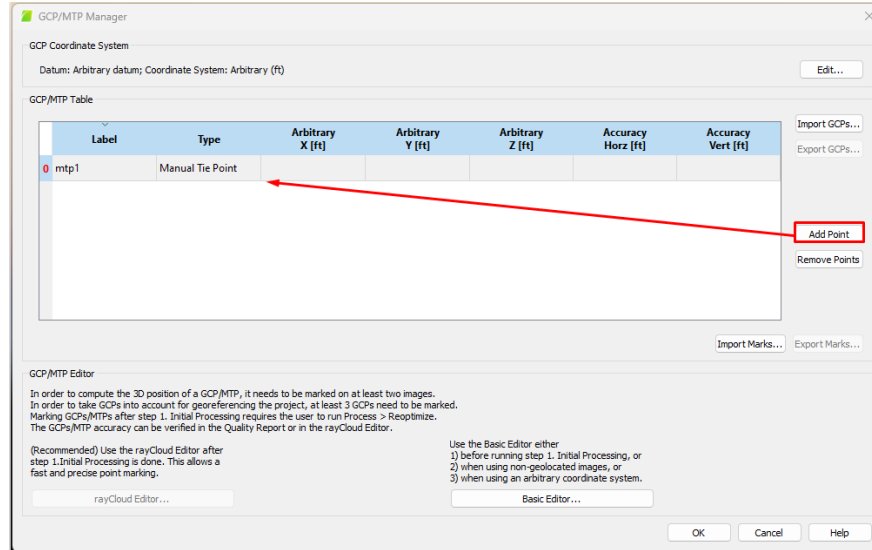 GCP/MTP Manager
GCP Coordinate System
Datum: Arbitrary datum; Coordinate System: Arbitrary (ft)
Edit...
GCP/MTP Table
Label
Type
Arbitrary
X [ft]
Arbitrary
Y [ft]
Arbitrary
Z [ft]
Accuracy
Horz [ft]
Accuracy
Vert [ft]
Import GCPs...
Export GCPs...
0 mtp1 Manual Tie Point
Add Point
Remove Points
Import Marks...
Export Marks...
GCP/MTP Editor
In order to compute the 3D position of a GCP/MTP, it needs to be marked on at least two images.
In order to take GCPs into account for georeferencing the project, at least 3 GCPs need to be marked.
Marking GCPs/MTPs after step 1. Initial Processing requires the user to run Process > Reoptimize.
The GCPs/MTP accuracy can be verified in the Quality Report or in the rayCloud Editor.
(Recommended) Use the rayCloud Editor after
step 1.Initial Processing is done. This allows a
fast and precise point marking.
rayCloud Editor...
Use the Basic Editor either
1) before running step 1. Initial Processing, or
2) when using non-geolocated images, or
3) when using an arbitrary coordinate system.
Basic Editor...
OK
Cancel
Help